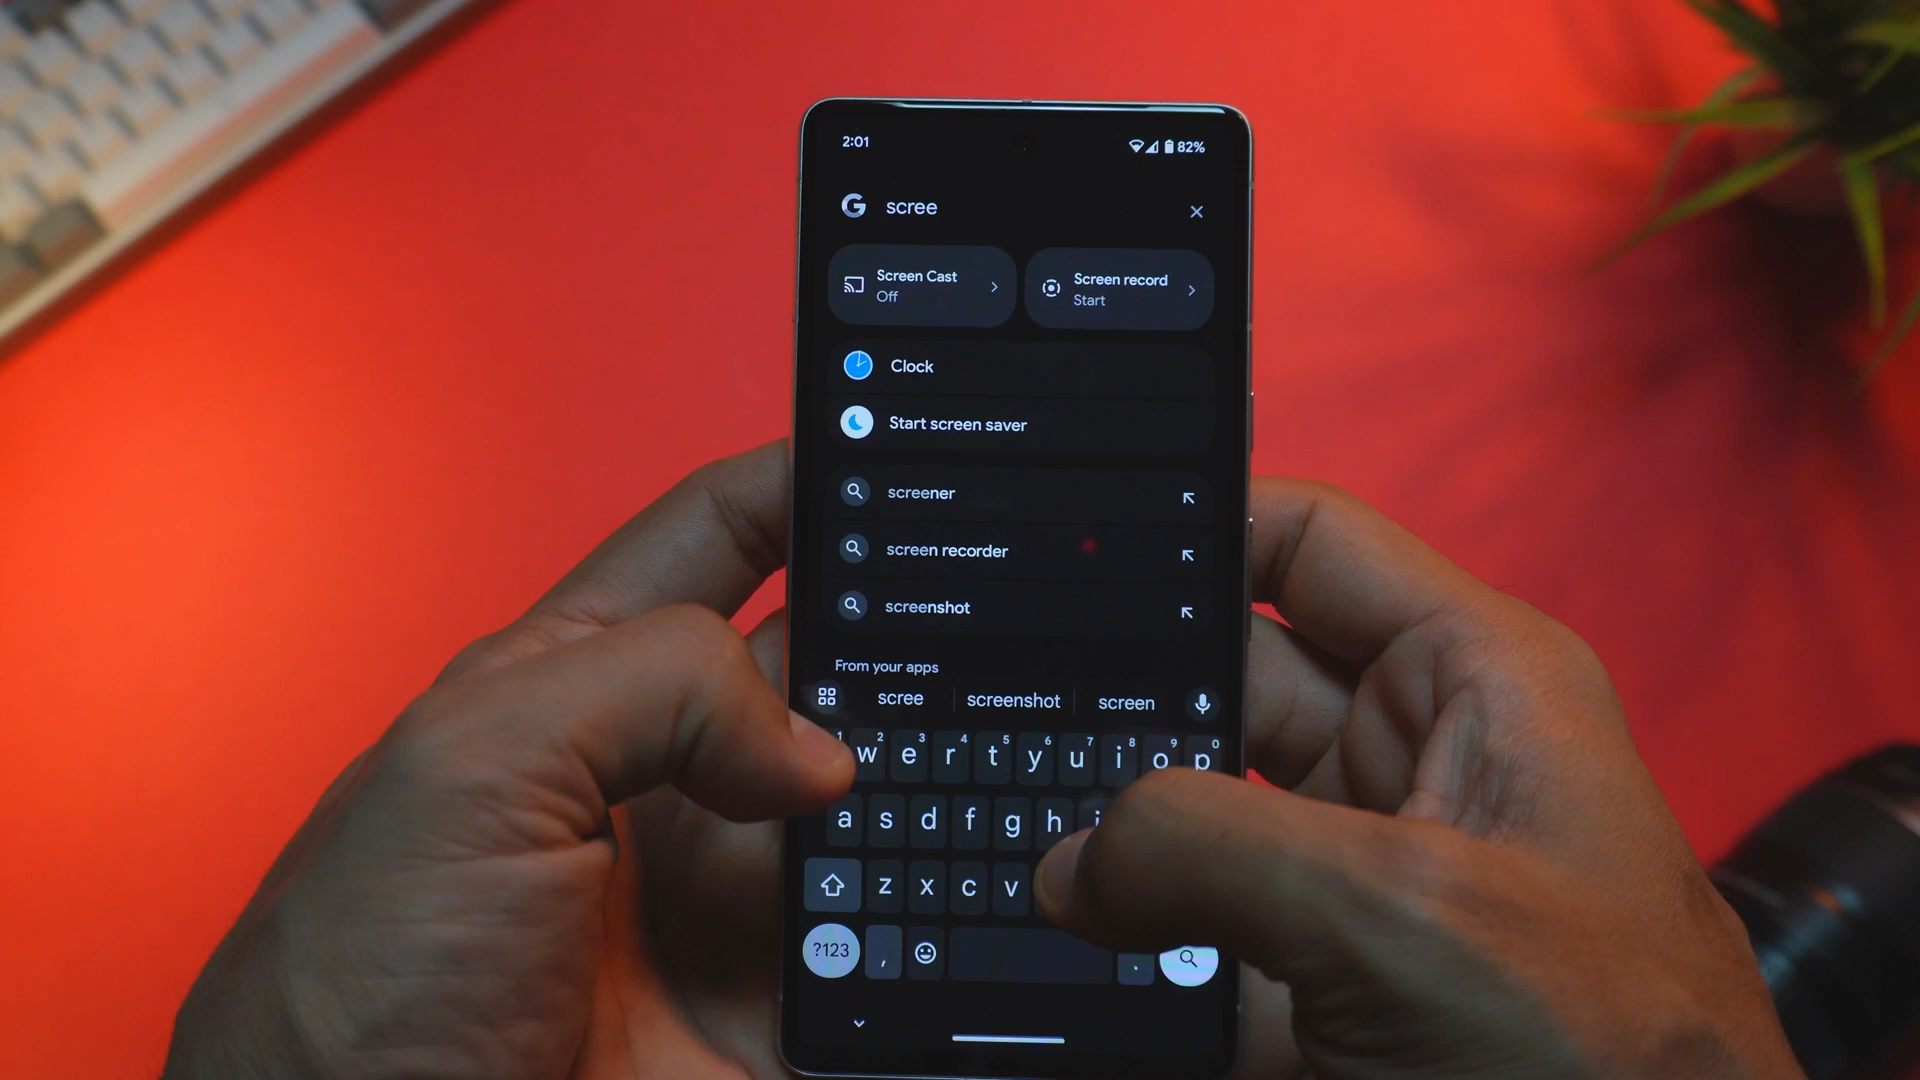 2:01
82%
G scree
Screen Cast
Off
Screen record
Start
Clock
Start screen saver
screener
screen recorder
screenshot
From your apps
scree screenshot screen
1 2 3 4 5 6 7 8 9 0
w e r t y u i o p
a s d f g h j
z x c v
?123 , .